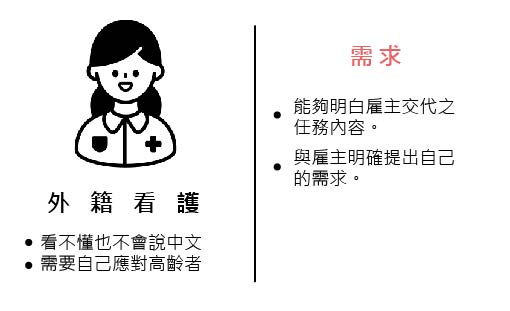 外籍看護
● 看不懂也不會說中文
● 需要自己應對高齡者
需求
● 能夠明白雇主交代之
任務內容。
● 與雇主明確提出自己
的需求。